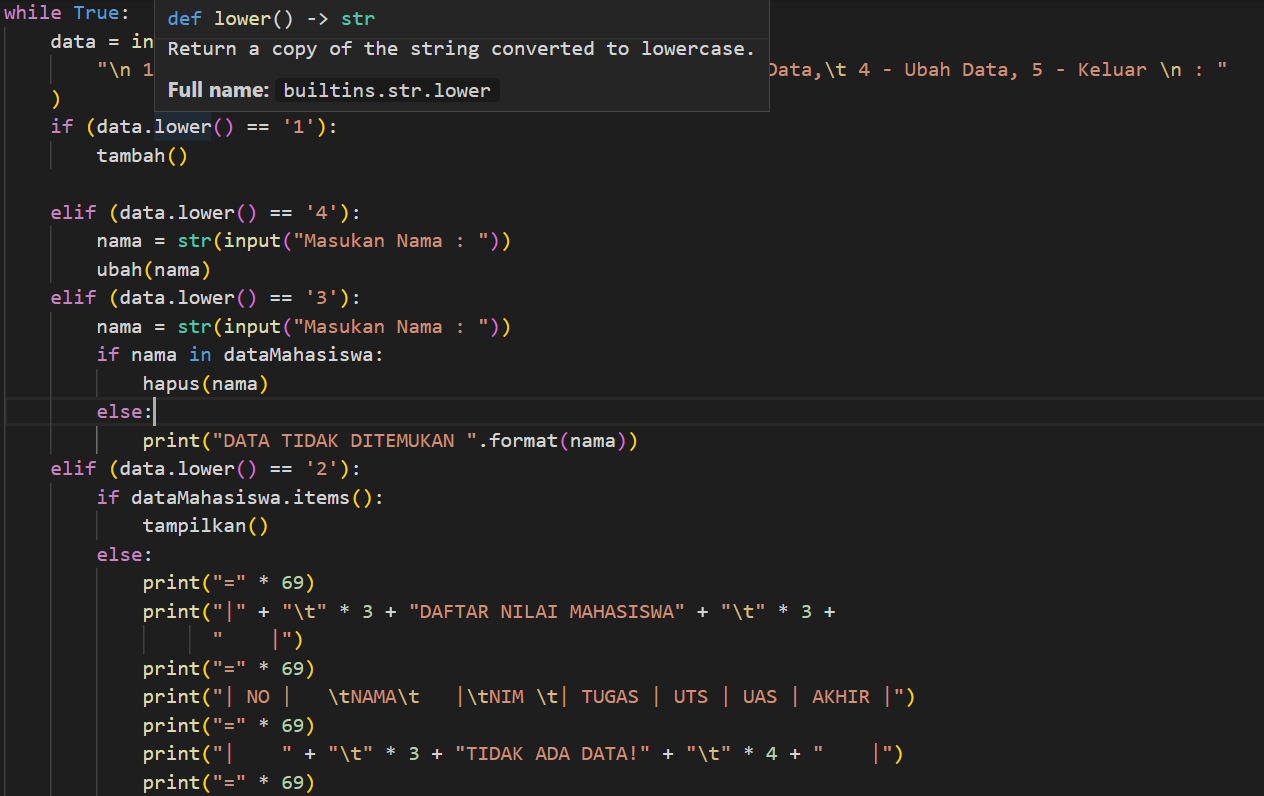 while True:
def lower() -> str
data = in
Return a copy of the string converted to lowercase.
"\n 1
Data,\t 4 - Ubah Data, 5 - Keluar \n : "
Full name: builtins.str.lower
)
if (data.lower() == '1'):
tambah()
elif (data.lower() == '4'):
nama = str(input("Masukan Nama : "))
ubah(nama)
elif (data.lower() == '3'):
nama = str(input("Masukan Nama : "))
if nama in dataMahasiswa:
hapus(nama)
else:
print("DATA TIDAK DITEMUKAN ".format(nama))
elif (data.lower() == '2'):
if dataMahasiswa.items():
tampilkan()
else:
print("=" * 69)
print("|" + "\t" * 3 + "DAFTAR NILAI MAHASISWA" + "\t" * 3 +
"    |")
print("=" * 69)
print("| NO |   \tNAMA\t   |\tNIM \t| TUGAS | UTS | UAS | AKHIR |")
print("=" * 69)
print("|    " + "\t" * 3 + "TIDAK ADA DATA!" + "\t" * 4 + "    |")
print("=" * 69)